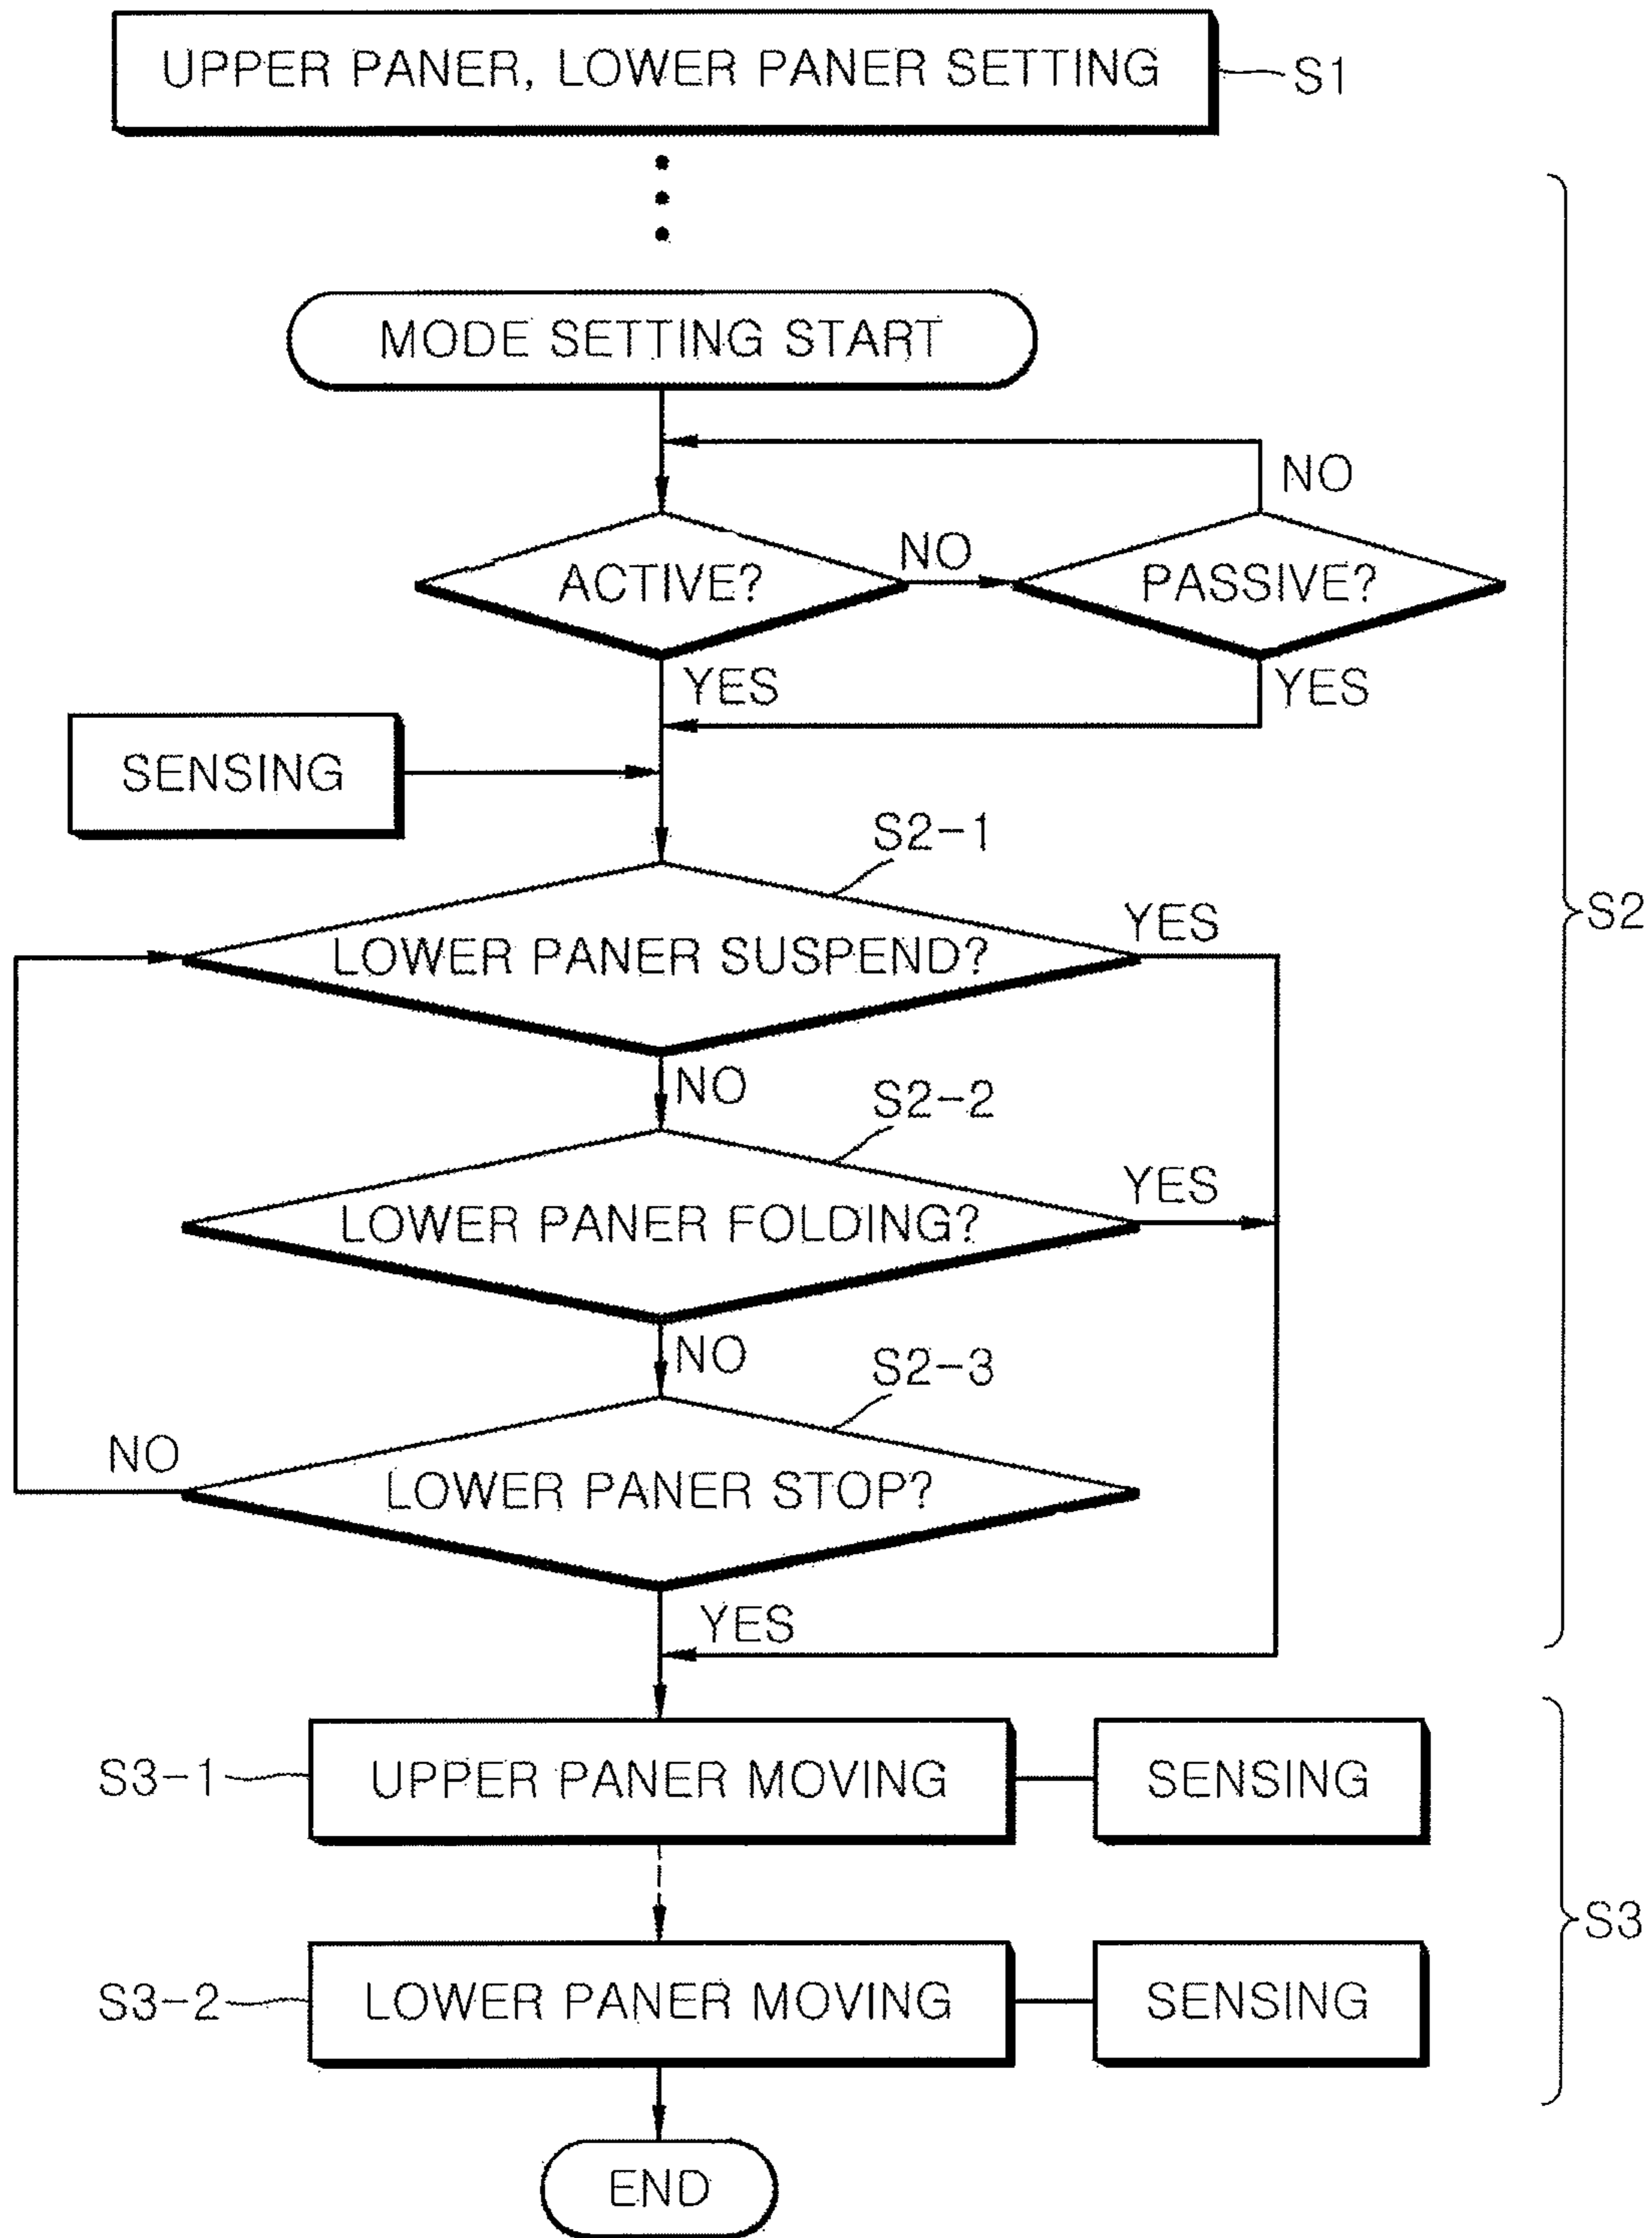 UPPER PANER, LOWER PANER SETTING
S1
MODE SETTING START
NO
ACTIVE?
NO
PASSIVE?
YES
YES
SENSING
S2-1
LOWER PANER SUSPEND?
YES
S2
NO
S2-2
LOWER PANER FOLDING?
YES
NO
S2-3
NO
LOWER PANER STOP?
YES
S3-1
UPPER PANER MOVING
SENSING
S3
S3-2
LOWER PANER MOVING
SENSING
END